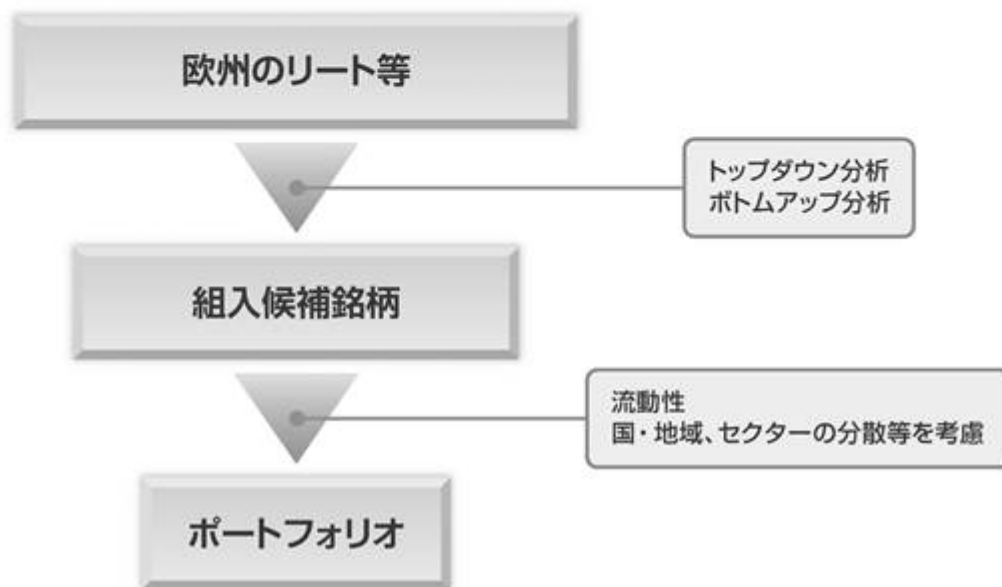 欧州のリート等
トップダウン分析
ボトムアップ分析
組入候補銘柄
流動性
国・地域、セクターの分散等を考慮
ポートフォリオ